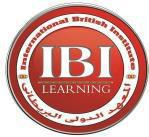 International British Institute
IBI
LEARNING
المعهد الدولي البريطاني